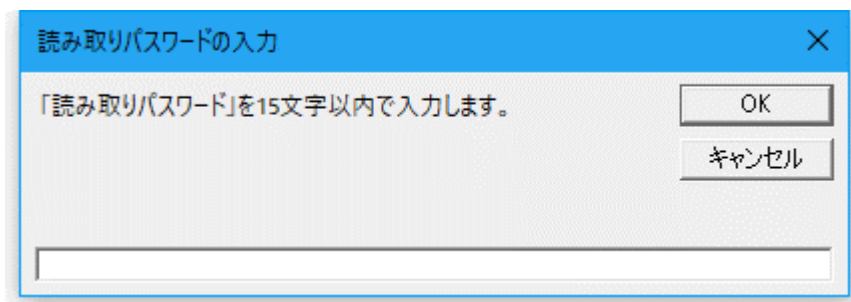 読み取りパスワードの入力
「読み取りパスワード」を15文字以内で入力します。
OK
キャンセル